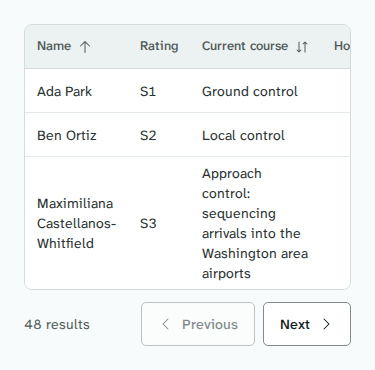 Name Rating Current course Ho
Ada Park S1 Ground control
Ben Ortiz S2 Local control
Maximiliana Castellanos-Whitfield S3 Approach control: sequencing arrivals into the Washington area airports
48 results Previous Next